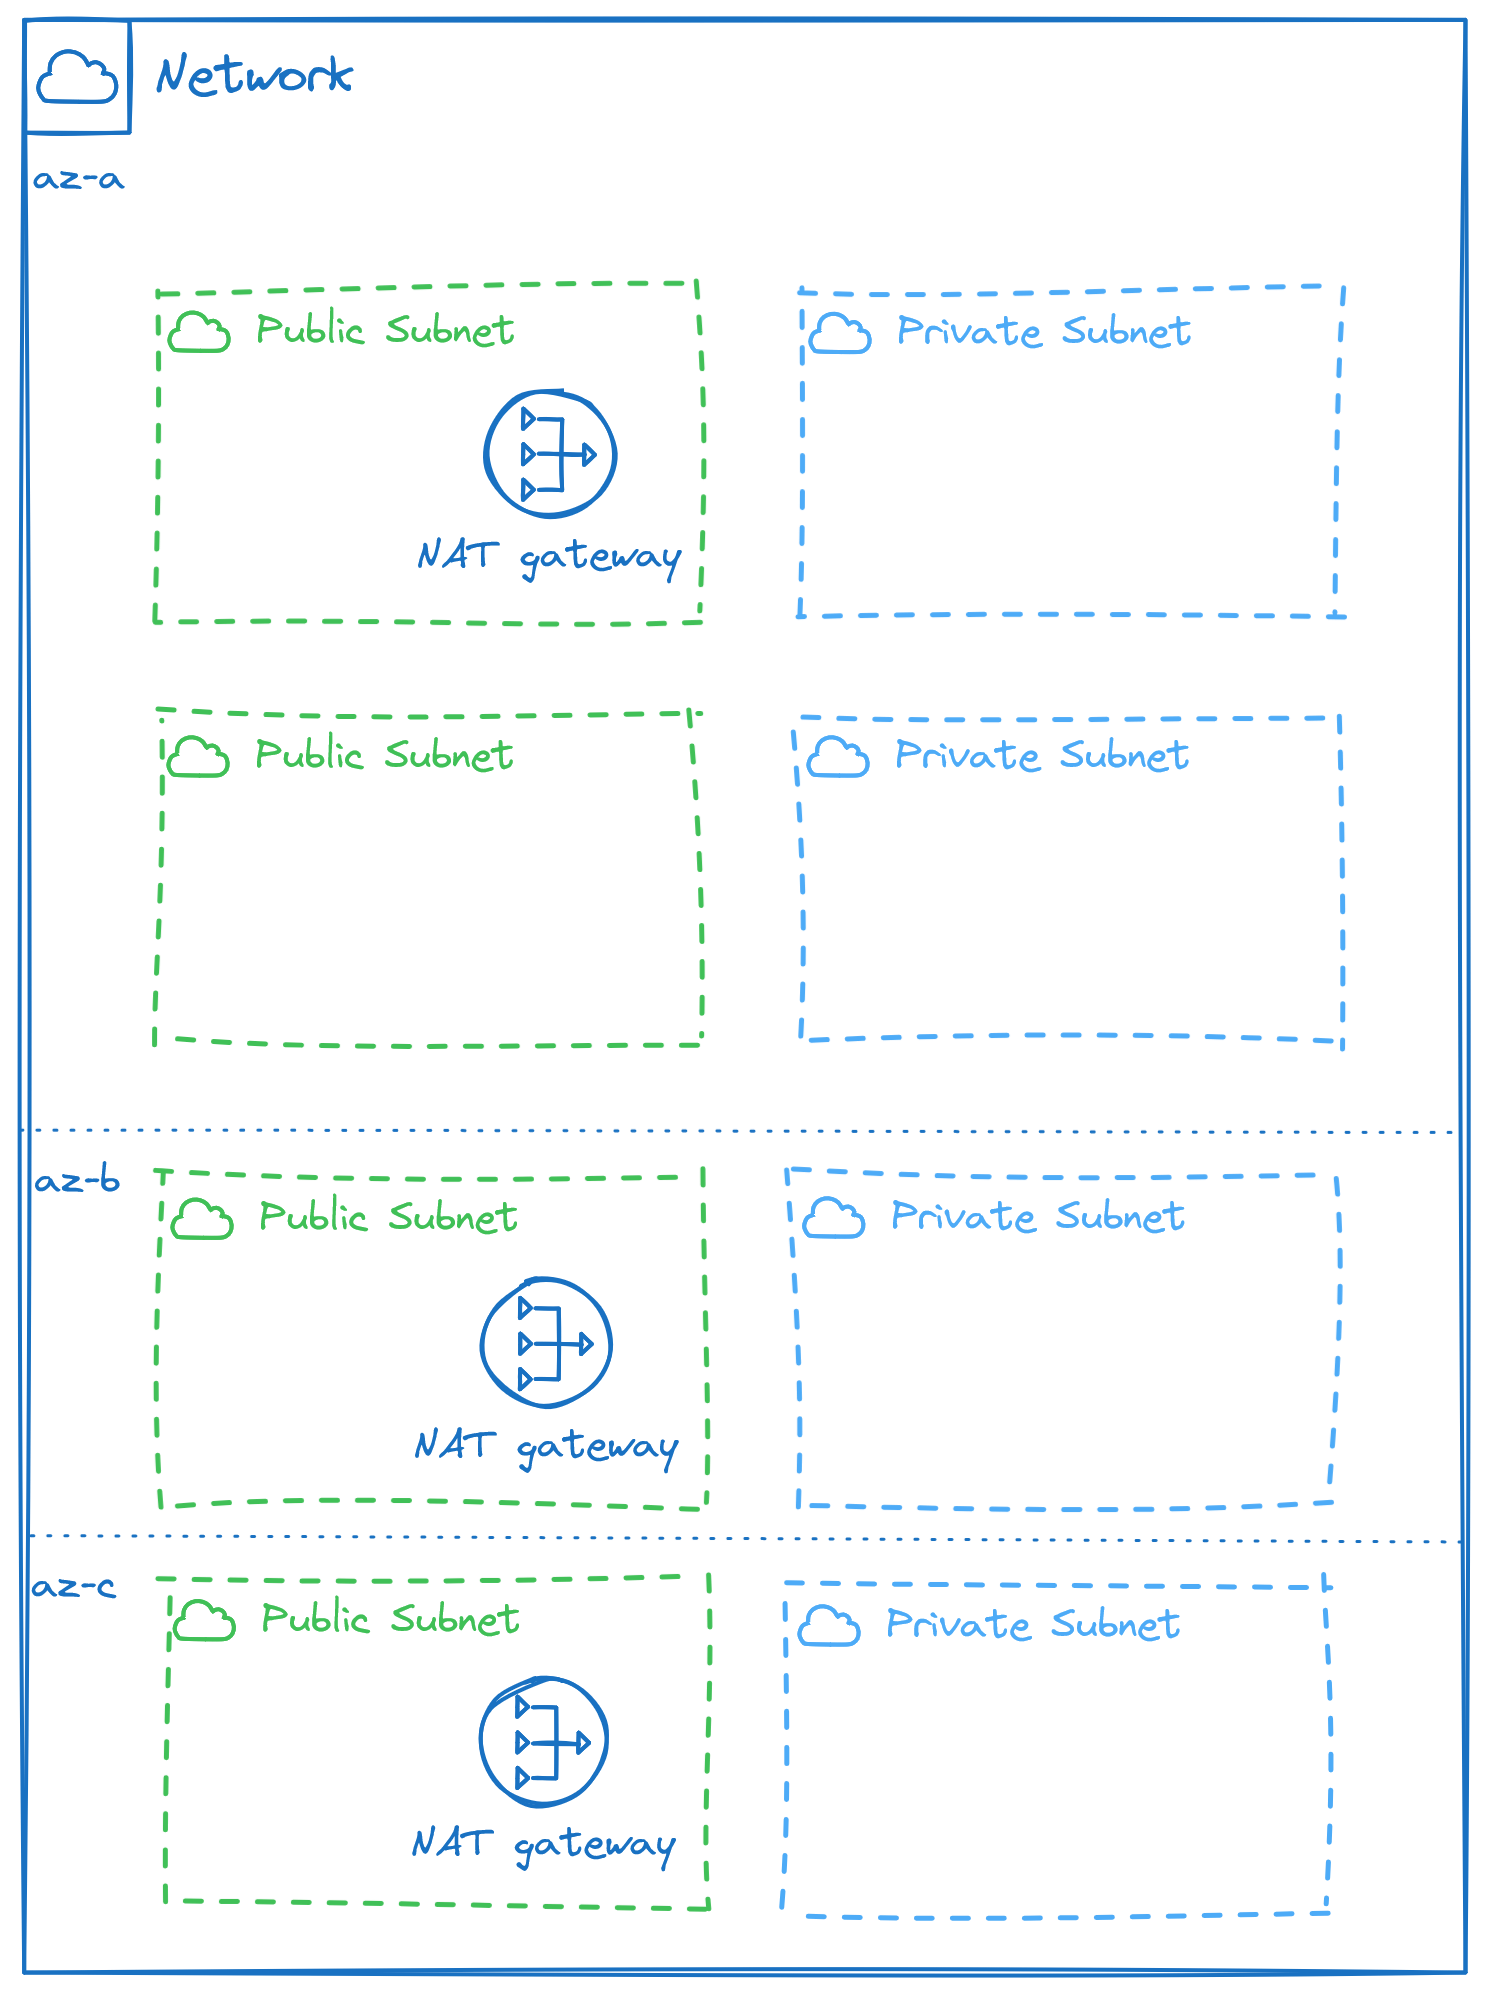 Network
az-a
Public Subnet
Private Subnet
NAT gateway
Public Subnet
Private Subnet
az-b
Public Subnet
Private Subnet
NAT gateway
az-c
Public Subnet
Private Subnet
NAT gateway